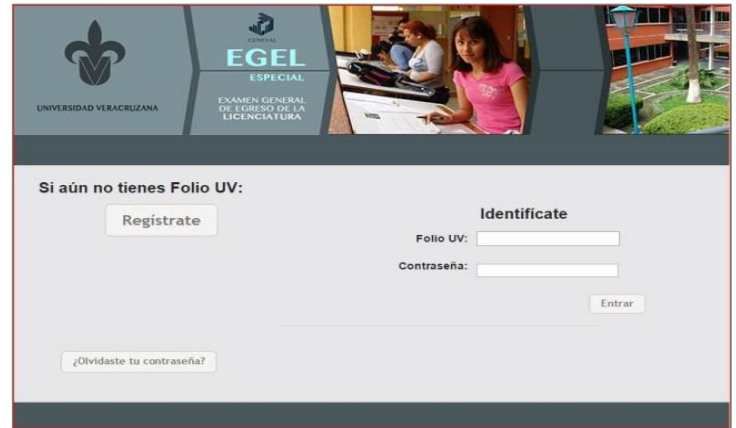 CENEVAL
EGEL
ESPECIAL
UNIVERSIDAD VERACRUZANA
EXAMEN GENERAL
DE EGRESO DE LA
LICENCIATURA
Si aún no tienes Folio UV:
Regístrate
Identifícate
Folio UV:
Contraseña:
Entrar
¿Olvidaste tu contraseña?